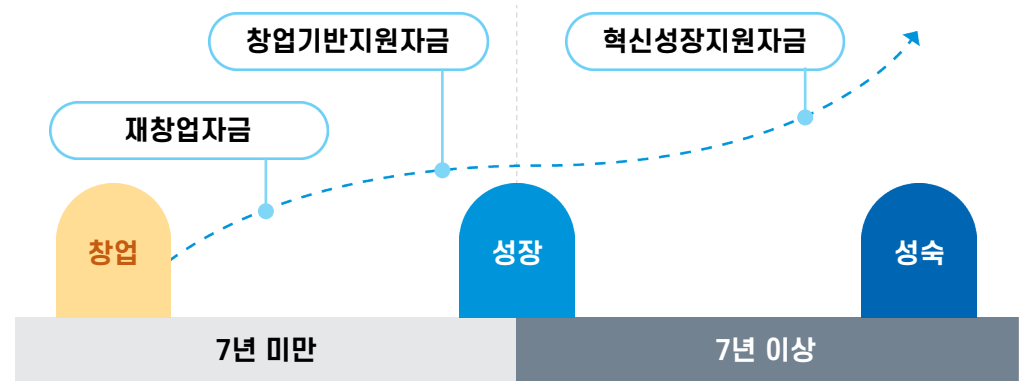 창업기반지원자금
혁신성장지원자금
재창업자금
창업
성장
성숙
7년 미만
7년 이상